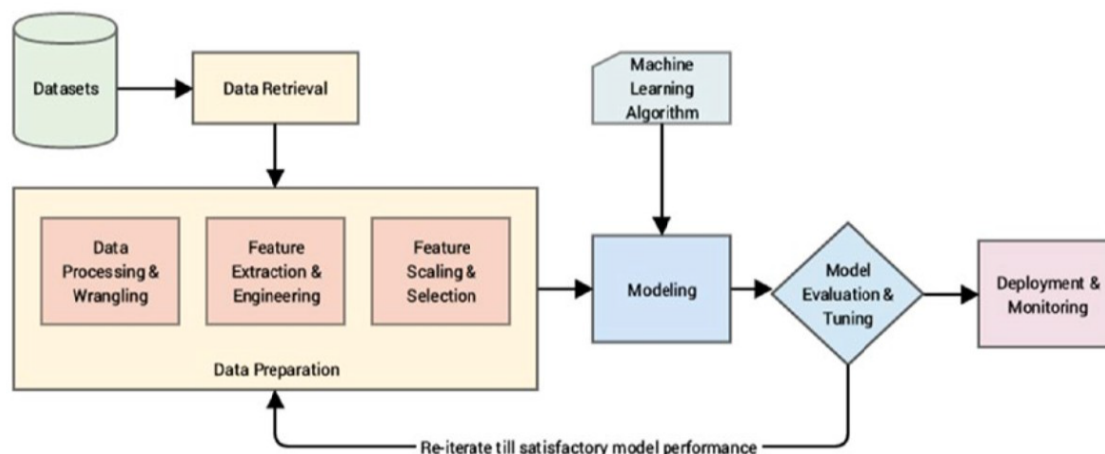 Datasets
Data Retrieval
Machine
Learning
Algorithm
Data
Processing &
Wrangling
Feature
Extraction &
Engineering
Feature
Scaling &
Selection
Data Preparation
Modeling
Model
Evaluation &
Tuning
Deployment &
Monitoring
Re-iterate till satisfactory model performance